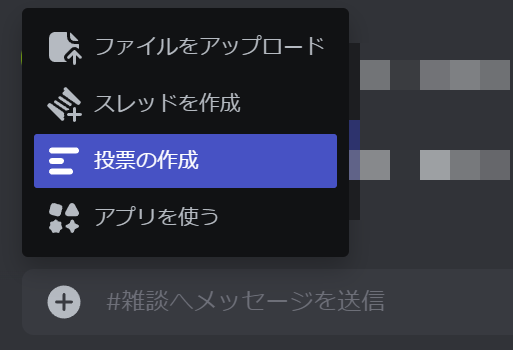 ファイルをアップロード
スレッドを作成
投票の作成
アプリを使う
#雑談へメッセージを送信